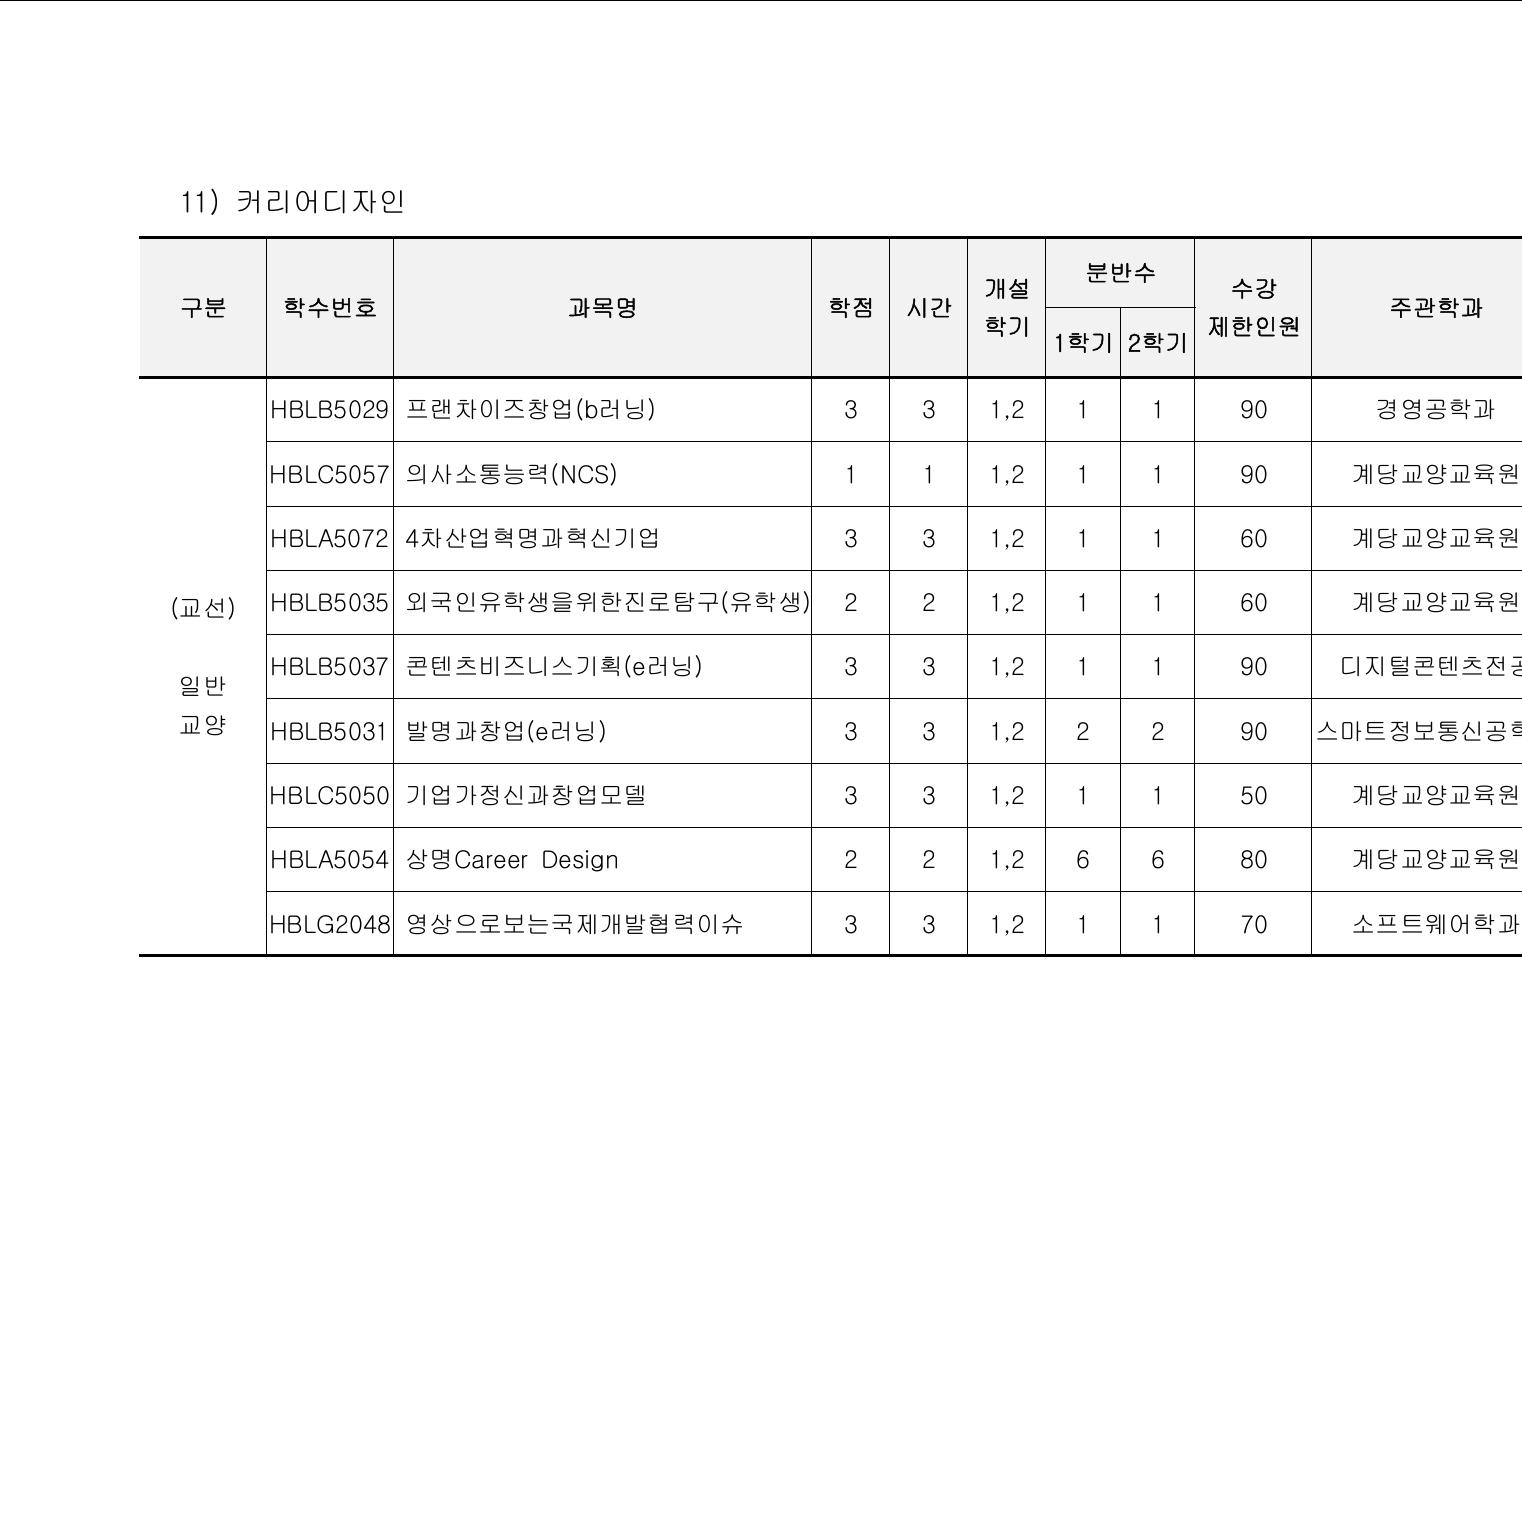 11) 커리어디자인
구분 학수번호 과목명 학점 시간 개설 학기 분반수 1학기 2학기 수강 제한인원 주관학과
(교선) 일반 교양
HBLB5029 프랜차이즈창업(b러닝) 3 3 1,2 1 1 90 경영공학과
HBLC5057 의사소통능력(NCS) 1 1 1,2 1 1 90 계당교양교육원
HBLA5072 4차산업혁명과혁신기업 3 3 1,2 1 1 60 계당교양교육원
HBLB5035 외국인유학생을위한진로탐구(유학생) 2 2 1,2 1 1 60 계당교양교육원
HBLB5037 콘텐츠비즈니스기획(e러닝) 3 3 1,2 1 1 90 디지털콘텐츠전공
HBLB5031 발명과창업(e러닝) 3 3 1,2 2 2 90 스마트정보통신공학
HBLC5050 기업가정신과창업모델 3 3 1,2 1 1 50 계당교양교육원
HBLA5054 상명Career Design 2 2 1,2 6 6 80 계당교양교육원
HBLG2048 영상으로보는국제개발협력이슈 3 3 1,2 1 1 70 소프트웨어학과